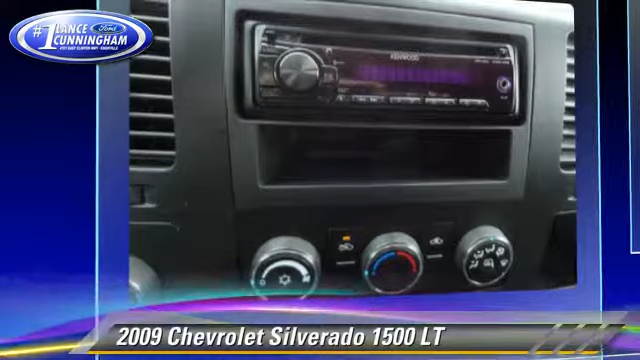 #1 LANCE Ford
CUNNINGHAM
KENWOOD
2009 Chevrolet Silverado 1500 LT